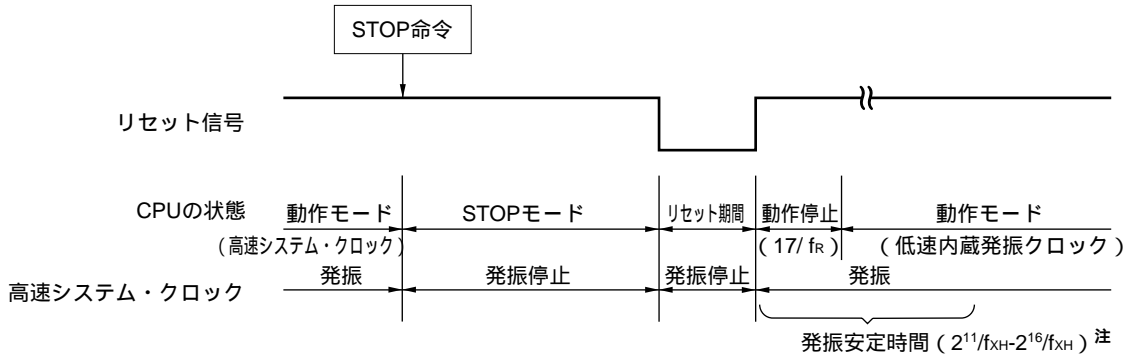 STOP命令
リセット信号
CPUの状態
動作モード
(高速システム・クロック)
STOPモード
リセット期間
動作停止
(17/fR)
動作モード
(低速内蔵発振クロック)
高速システム・クロック
発振
発振停止
発振停止
発振
発振安定時間(2¹¹/fXH-2¹⁶/fXH)注